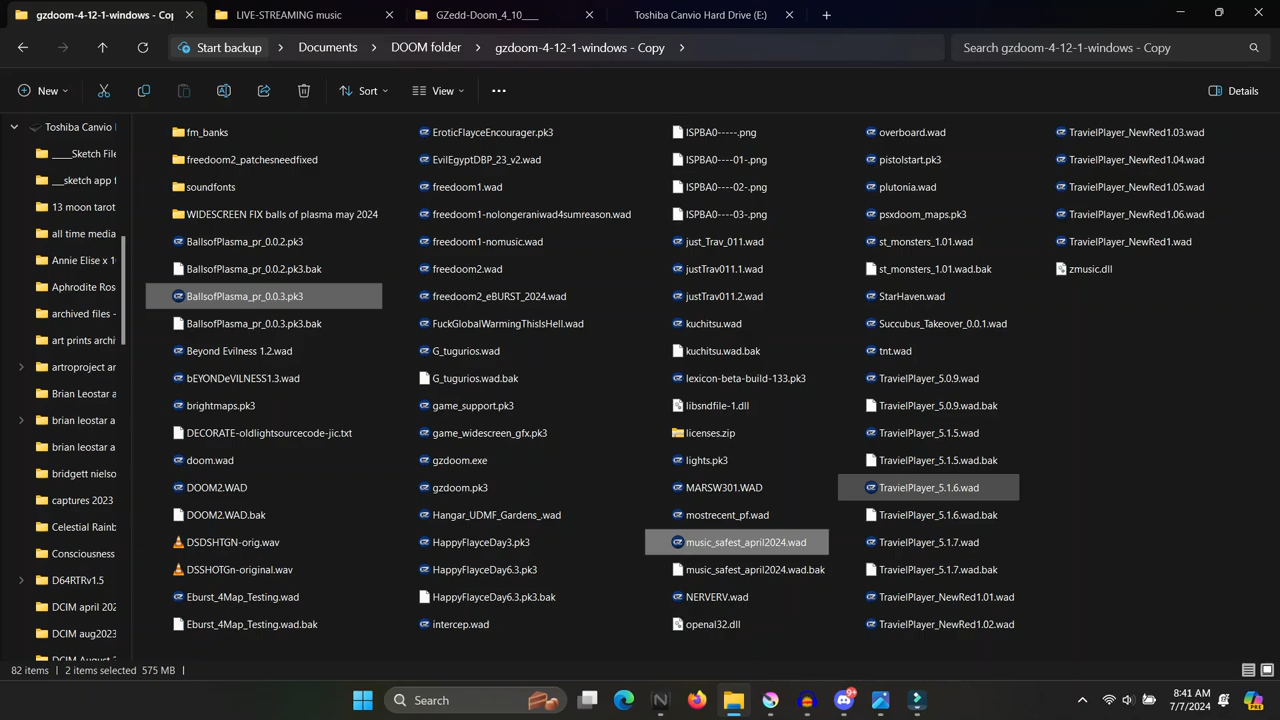 gzdoom-4-12-1-windows - Cop
LIVE-STREAMING music
GZedd-Doom_4_10____
Toshiba Canvio Hard Drive (E:)
Start backup
Documents
DOOM folder
gzdoom-4-12-1-windows - Copy
Search gzdoom-4-12-1-windows - Copy
New
Sort
View
Details
Toshiba Canvio
____Sketch File
__sketch app f
13 moon tarot
all time media
Annie Elise x 1
Aphrodite Ros
archived files -
art prints archi
artroproject ar
Brian Leostar a
brian leostar a
brian leostar a
bridgett nielso
captures 2023
Celestial Rainb
Consciousness
D64RTRv1.5
DCIM april 202
DCIM aug2023
DCIM August
fm_banks
freedoom2_patchesneedfixed
soundfonts
WIDESCREEN FIX balls of plasma may 2024
BallsofPlasma_pr_0.0.2.pk3
BallsofPlasma_pr_0.0.2.pk3.bak
BallsofPlasma_pr_0.0.3.pk3
BallsofPlasma_pr_0.0.3.pk3.bak
Beyond Evilness 1.2.wad
bEYONDeVILNESS1.3.wad
brightmaps.pk3
DECORATE-oldlightsourcecode-jic.txt
doom.wad
DOOM2.WAD
DOOM2.WAD.bak
DSDSHTGN-orig.wav
DSSHOTGn-original.wav
Eburst_4Map_Testing.wad
Eburst_4Map_Testing.wad.bak
EroticFlayceEncourager.pk3
EvilEgyptDBP_23_v2.wad
freedoom1.wad
freedoom1-nolongeraniwad4sumreason.wad
freedoom1-nomusic.wad
freedoom2.wad
freedoom2_eBURST_2024.wad
FuckGlobalWarmingThisIsHell.wad
G_tugurios.wad
G_tugurios.wad.bak
game_support.pk3
game_widescreen_gfx.pk3
gzdoom.exe
gzdoom.pk3
Hangar_UDMF_Gardens_.wad
HappyFlayceDay3.pk3
HappyFlayceDay6.3.pk3
HappyFlayceDay6.3.pk3.bak
intercep.wad
ISPBA0-----.png
ISPBA0----01-.png
ISPBA0----02-.png
ISPBA0----03-.png
just_Trav_011.wad
justTrav011.1.wad
justTrav011.2.wad
kuchitsu.wad
kuchitsu.wad.bak
lexicon-beta-build-133.pk3
libsndfile-1.dll
licenses.zip
lights.pk3
MARSW301.WAD
mostrecent_pf.wad
music_safest_april2024.wad
music_safest_april2024.wad.bak
NERVERV.wad
openal32.dll
overboard.wad
pistolstart.pk3
plutonia.wad
psxdoom_maps.pk3
st_monsters_1.01.wad
st_monsters_1.01.wad.bak
StarHaven.wad
Succubus_Takeover_0.0.1.wad
tnt.wad
TravielPlayer_5.0.9.wad
TravielPlayer_5.0.9.wad.bak
TravielPlayer_5.1.5.wad
TravielPlayer_5.1.5.wad.bak
TravielPlayer_5.1.6.wad
TravielPlayer_5.1.6.wad.bak
TravielPlayer_5.1.7.wad
TravielPlayer_5.1.7.wad.bak
TravielPlayer_NewRed1.01.wad
TravielPlayer_NewRed1.02.wad
TravielPlayer_NewRed1.03.wad
TravielPlayer_NewRed1.04.wad
TravielPlayer_NewRed1.05.wad
TravielPlayer_NewRed1.06.wad
TravielPlayer_NewRed1.wad
zmusic.dll
82 items
2 items selected 575 MB
Search
8:41 AM
7/7/2024